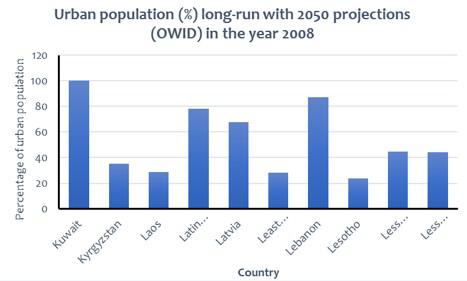 Urban population (%) long-run with 2050 projections
(OWID) in the year 2008
Percentage of urban population
120
100
80
60
40
20
0
Kuwait
Kyrgyzstan
Laos
Latin...
Latvia
Least...
Lebanon
Lesotho
Less...
Less...
Country